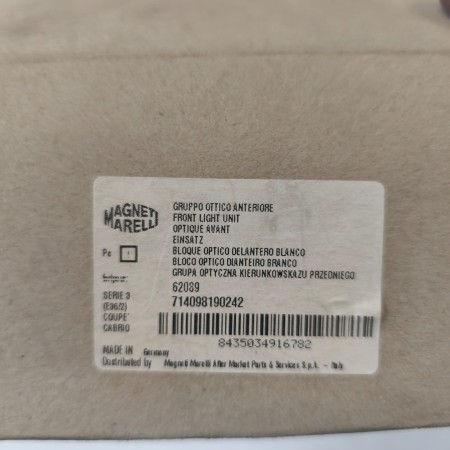 MAGNETI
MARELLI
GRUPPO OTTICO ANTERIORE
FRONT LIGHT UNIT
OPTIQUE AVANT
EINSATZ
BLOQUE OPTICO DELANTERO BLANCO
BLOCO OPTICO DIANTEIRO BRANCO
GRUPA OPTYCZNA KIERUNKOWSKAZU PRZEDNIEGO
Pc 1
62089
714098190242
SERIE 3
(E36/2)
COUPE'
CABRIO
8435034916782
MADE IN Germany
Distributed by Magneti Marelli After Market Parts & Services S.p.A. - Italy